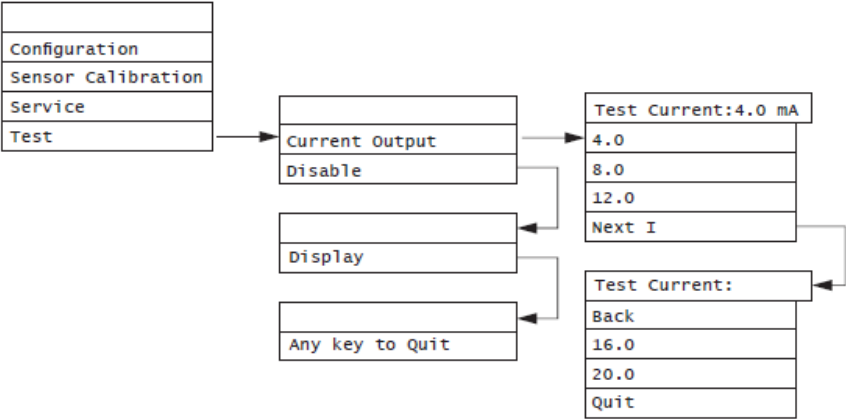 Configuration
Sensor Calibration
Service
Test
Current Output
Disable
Display
Any key to Quit
Test Current:4.0 mA
4.0
8.0
12.0
Next I
Test Current:
Back
16.0
20.0
Quit